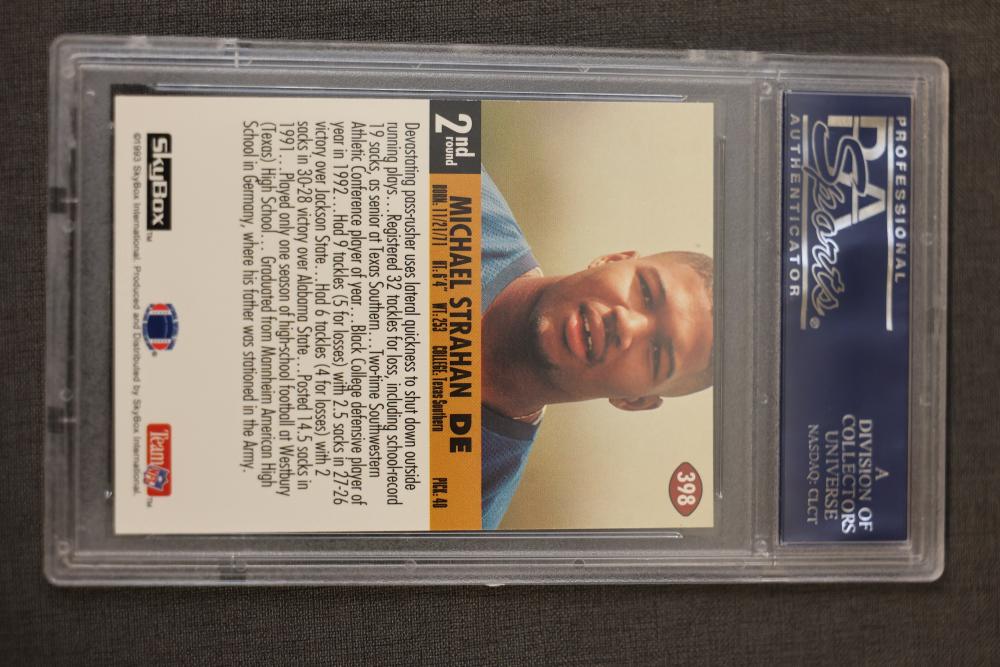 PROFESSIONAL
PSA
Sports®
AUTHENTICATOR
A
DIVISION OF
COLLECTORS
UNIVERSE
NASDAQ: CLCT
398
2nd
round
MICHAEL STRAHAN DE
BORN: 11/21/71 HT: 6'4" WT: 253 COLLEGE: Texas Southern PICK: 40
Devastating pass-rusher uses lateral quickness to shut down outside
running plays...Registered 32 tackles for loss, including school-record
19 sacks, as senior at Texas Southern...Two-time Southwestern
Athletic Conference player of year...Black College defensive player of
year in 1992...Had 9 tackles (5 for losses) with 2.5 sacks in 27-26
victory over Jackson State...Had 6 tackles (4 for losses) with 2
sacks in 30-28 victory over Alabama State...Posted 14.5 sacks in
1991...Played only one season of high-school football at Westbury
(Texas) High School... Graduated from Mannheim American High
School in Germany, where his father was stationed in the Army.
SkyBox™
Team NFL™
©1993 SkyBox International. Produced and Distributed by SkyBox International.